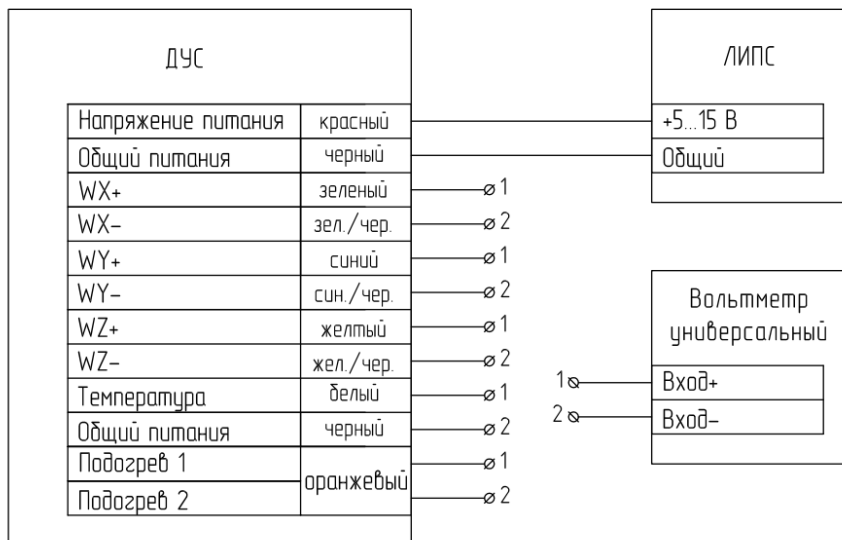 ДУС
Напряжение питания красный
Общий питания черный
WX+ зеленый 1
WX- зел./чер. 2
WY+ синий 1
WY- син./чер. 2
WZ+ желтый 1
WZ- жел./чер. 2
Температура белый 1
Общий питания черный 2
Подогрев 1 оранжевый 1
Подогрев 2 2
ЛИПС
+5...15 В
Общий
Вольтметр
универсальный
1 Вход+
2 Вход-